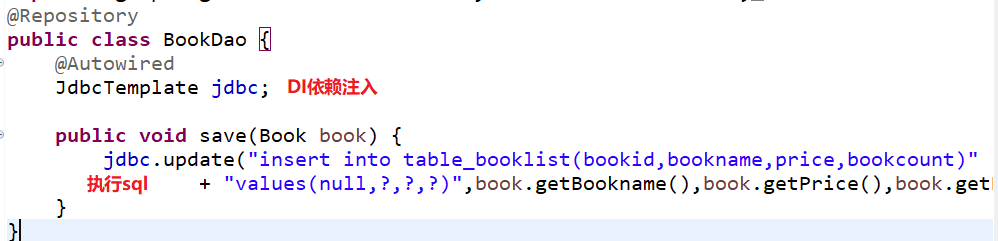 @Repository
public class BookDao {
@Autowired
JdbcTemplate jdbc; DI依赖注入
public void save(Book book) {
jdbc.update("insert into table_booklist(bookid,bookname,price,bookcount)"
执行sql + "values(null,?,?,?)",book.getBookname(),book.getPrice(),book.get
}
}